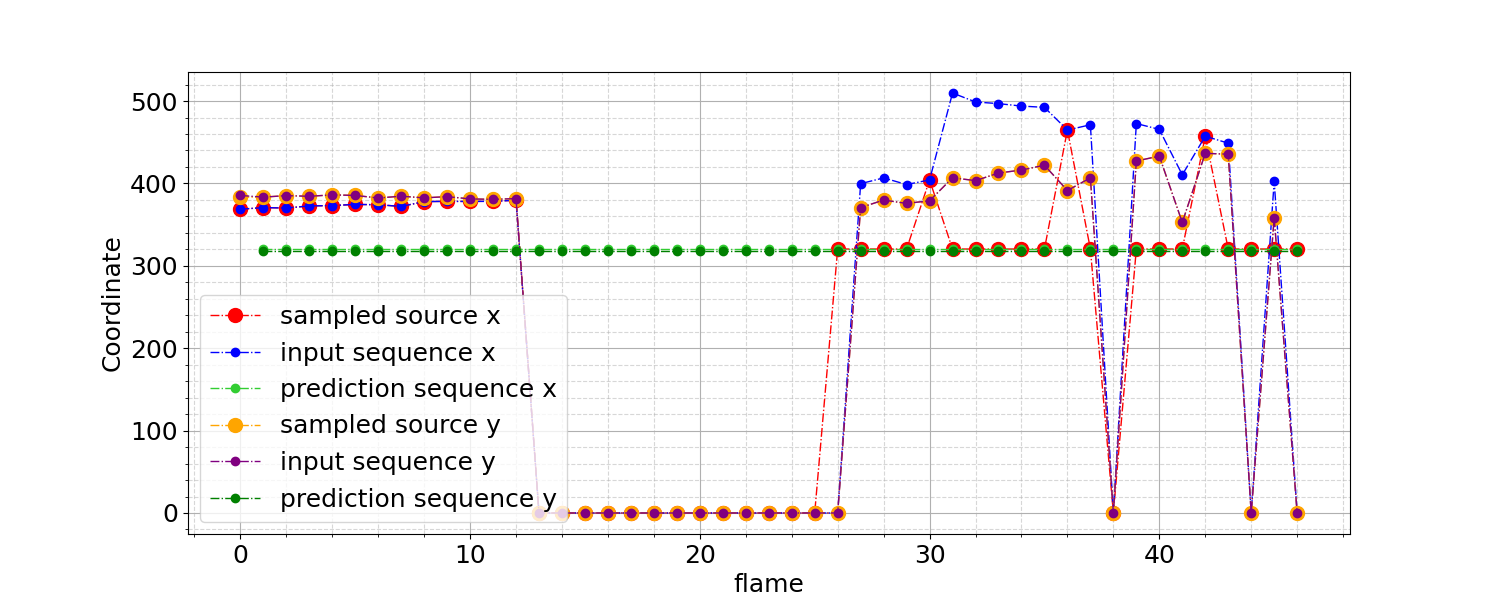 500
400
300
200
100
0
Coordinate
sampled source x
input sequence x
prediction sequence x
sampled source y
input sequence y
prediction sequence y
0 10 20 30 40
flame